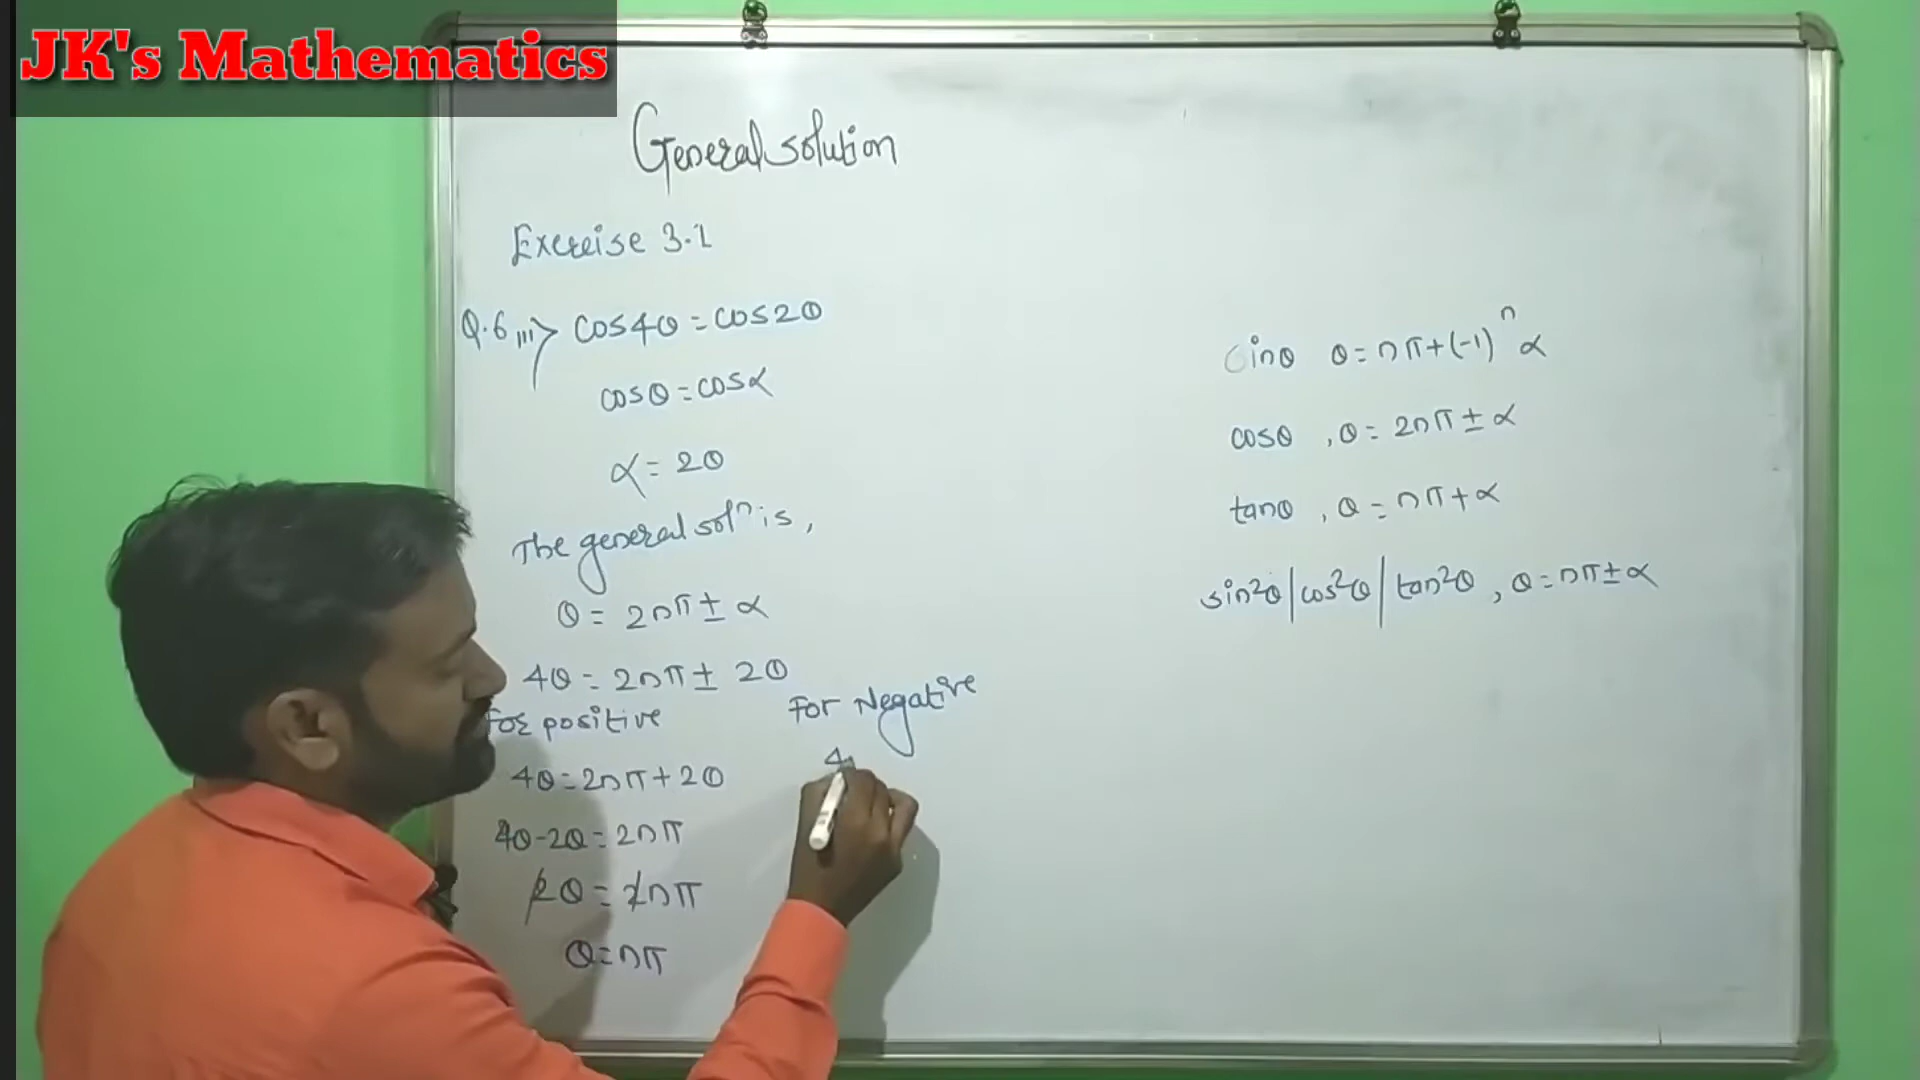 JK's Mathematics
General solution
Exercise 3.1
Q.6 iii> cos4θ = cos2θ
cosθ = cosα
α = 2θ
The general solⁿ is,
θ = 2nπ ± α
4θ = 2nπ ± 2θ
For positive
4θ = 2nπ + 2θ
4θ - 2θ = 2nπ
2θ = 2nπ
θ = nπ
For Negative
4
inθ θ = nπ + (-1)ⁿ α
cosθ , θ = 2nπ ± α
tanθ , θ = nπ + α
sin²θ | cos²θ | tan²θ , θ = nπ ± α